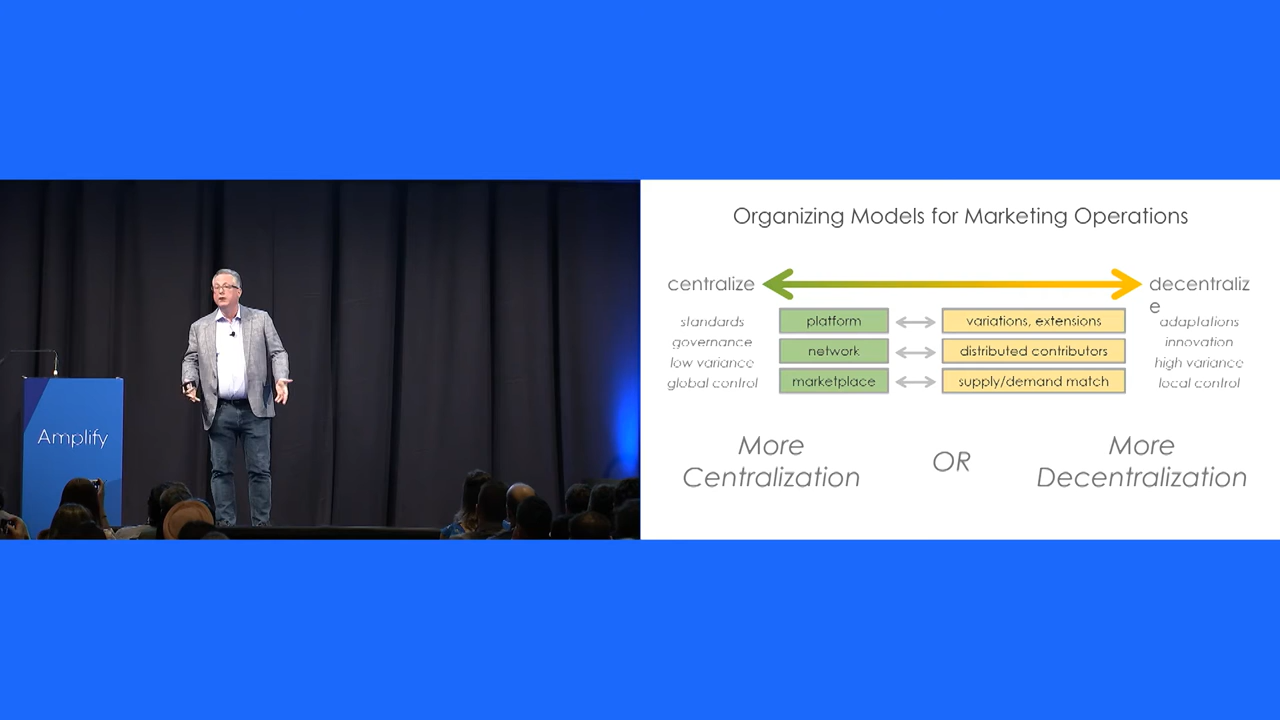 Amplify
Organizing Models for Marketing Operations
centralize
decentraliz
e
standards
governance
low variance
global control
platform
variations, extensions
network
distributed contributors
marketplace
supply/demand match
adaptations
innovation
high variance
local control
More
Centralization
OR
More
Decentralization